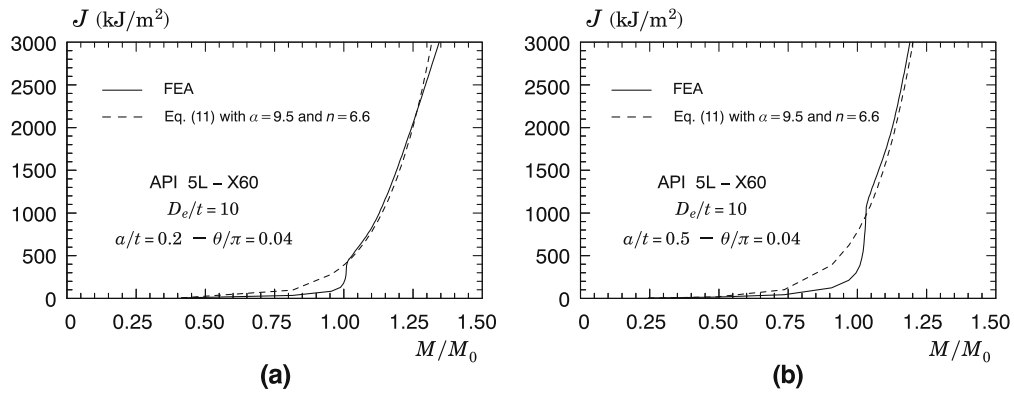 J (kJ/m²)
3000
2500
2000
1500
1000
500
0
FEA
Eq. (11) with α = 9.5 and n = 6.6
API 5L – X60
Dₑ/t = 10
a/t = 0.2 – θ/π = 0.04
0 0.25 0.50 0.75 1.00 1.25 1.50
M/M₀
(a)
J (kJ/m²)
3000
2500
2000
1500
1000
500
0
FEA
Eq. (11) with α = 9.5 and n = 6.6
API 5L – X60
Dₑ/t = 10
a/t = 0.5 – θ/π = 0.04
0 0.25 0.50 0.75 1.00 1.25 1.50
M/M₀
(b)